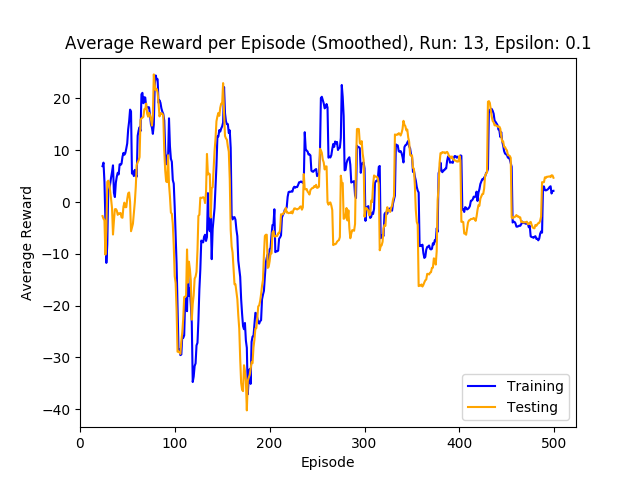 Average Reward per Episode (Smoothed), Run: 13, Epsilon: 0.1
Average Reward
20
10
0
−10
−20
−30
−40
0 100 200 300 400 500
Episode
Training
Testing